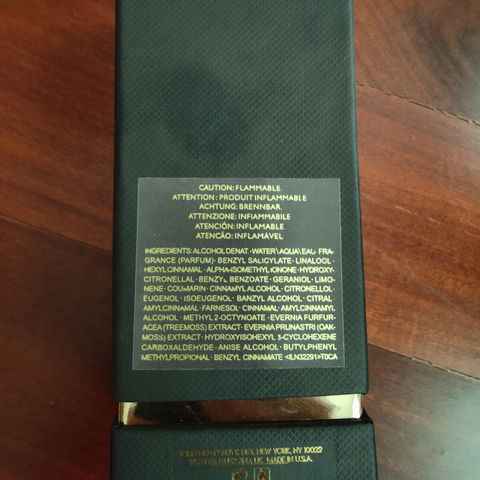 CAUTION: FLAMMABLE.
ATTENTION : PRODUIT INFLAMMABLE
ACHTUNG: BRENNBAR.
ATTENZIONE: INFIAMMABILE
ATENCIÓN: INFLAMABLE.
ATENCÃO: INFLAMÁVEL
INGREDIENTS: ALCOHOL DENAT. · WATER\AQUA\EAU · FRA-
GRANCE (PARFUM) · BENZYL SALICYLATE · LINALOOL ·
HEXYL CINNAMAL · ALPHA-ISOMETHYL IONONE · HYDROXY-
CITRONELLAL · BENZYL BENZOATE · GERANIOL · LIMO-
NENE · COUMARIN · CINNAMYL ALCOHOL · CITRONELLOL ·
EUGENOL · ISOEUGENOL · BANZYL ALCOHOL · CITRAL
AMYLCINNAMAL · FARNESOL · CINNAMAL · AMYLCINNAMYL
ALCOHOL · METHYL 2-OCTYNOATE · EVERNIA FURFUR-
ACEA (TREEMOSS) EXTRACT · EVERNIA PRUNASTRI (OAK-
MOSS) EXTRACT · HYDROXYISOHEXYL 3-CYCLOHEXENE
CARBOXALDEHYDE · ANISE ALCOHOL · BUTYLPHENYL
METHYLPROPIONAL · BENZYL CINNAMATE <ILN32291>TOCA
BEAUTY, NEW YORK, NY 10022
UK. MADE IN U.S.A.